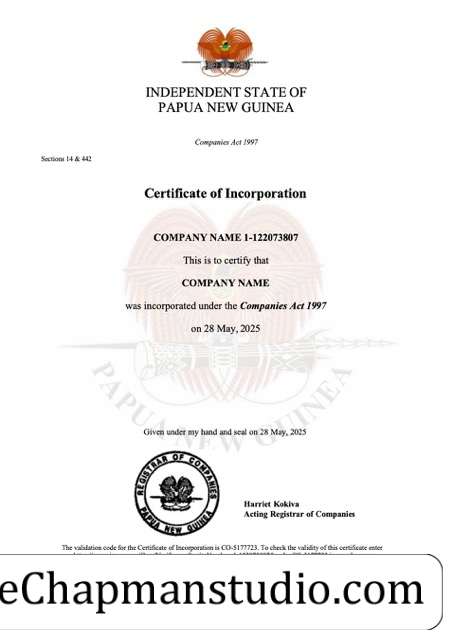 INDEPENDENT STATE OF
PAPUA NEW GUINEA
Companies Act 1997
Sections 14 & 442
Certificate of Incorporation
COMPANY NAME 1-122073807
This is to certify that
COMPANY NAME
was incorporated under the Companies Act 1997
on 28 May, 2025
PAPUA NEW GUINEA
Given under my hand and seal on 28 May, 2025
REGISTRAR OF COMPANIES
PAPUA NEW GUINEA
Harriet Kokiva
Acting Registrar of Companies
The validation code for the Certificate of Incorporation is CO-5177723. To check the validity of this certificate enter
eChapmanstudio.com